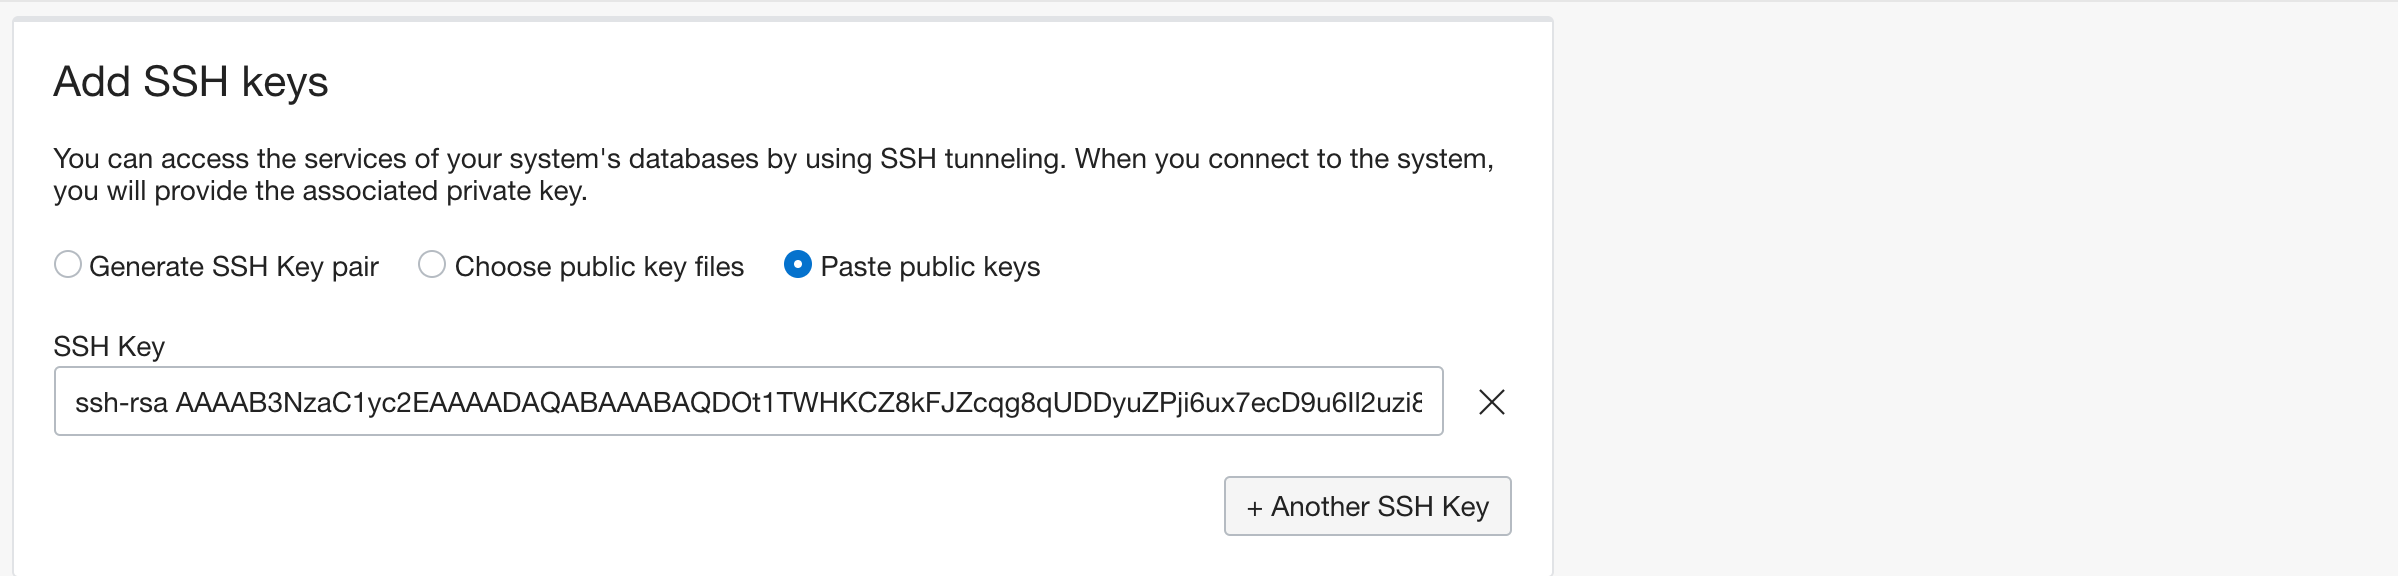 Add SSH keys
You can access the services of your system's databases by using SSH tunneling. When you connect to the system,
you will provide the associated private key.
Generate SSH Key pair Choose public key files Paste public keys
SSH Key
ssh-rsa AAAAB3NzaC1yc2EAAAADAQABAAABAQDOt1TWHKCZ8kFJZcqg8qUDDyuZPji6ux7ecD9u6Il2uzi8
+ Another SSH Key